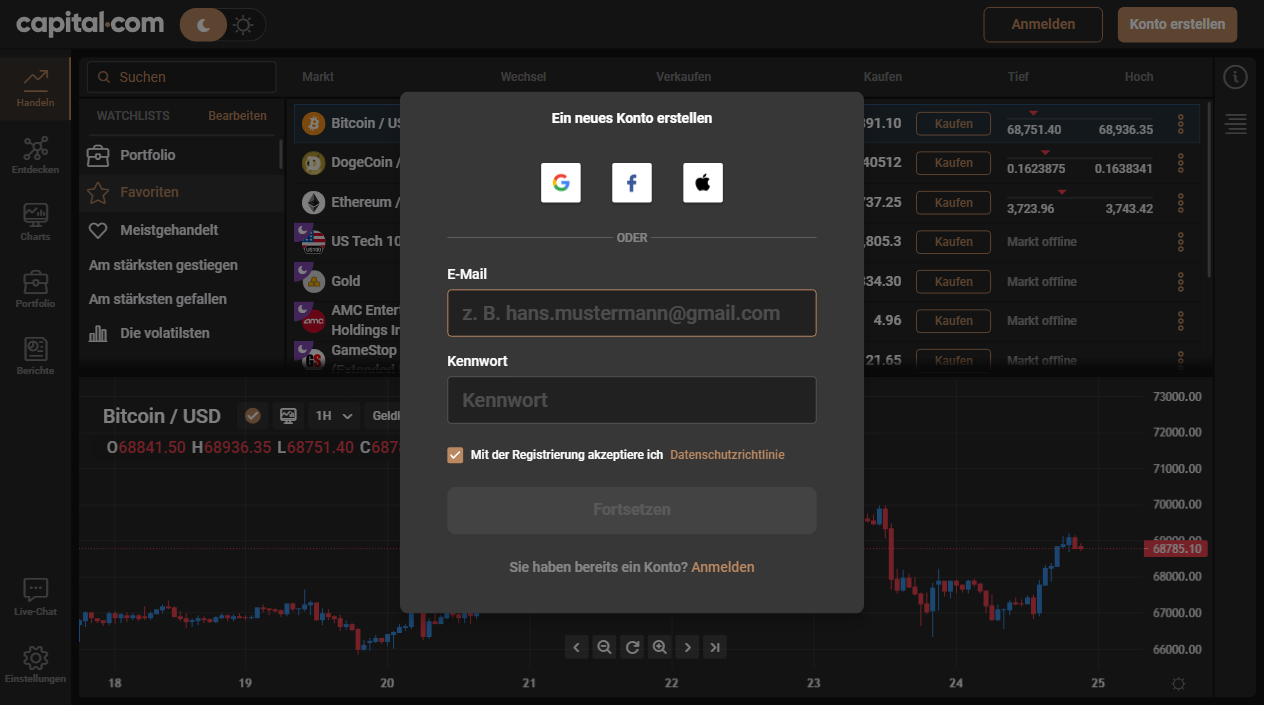 capital.com
Anmelden
Konto erstellen
Handeln
Entdecken
Charts
Portfolio
Berichte
Live-Chat
Einstellungen
Suchen
WATCHLISTS Bearbeiten
Portfolio
Favoriten
Meistgehandelt
Am stärksten gestiegen
Am stärksten gefallen
Die volatilsten
Markt Wechsel Verkaufen Kaufen Tief Hoch
Bitcoin / 391.10 Kaufen 68,751.40 68,936.35
DogeCoin / 40512 Kaufen 0.1623875 0.1638341
Ethereum / 737.25 Kaufen 3,723.96 3,743.42
US Tech 10 ,805.3 Kaufen Markt offline
Gold 34.30 Kaufen Markt offline
AMC Enter
Holdings 4.96 Kaufen Markt offline
GameStop 21.65 Kaufen Markt offline
(Extended
Ein neues Konto erstellen
ODER
E-Mail
z. B. hans.mustermann@gmail.com
Kennwort
Kennwort
Mit der Registrierung akzeptiere ich Datenschutzrichtlinie
Fortsetzen
Sie haben bereits ein Konto? Anmelden
Bitcoin / USD 1H
O68841.50 H68936.35 L68751.40 C687
73000.00
72000.00
71000.00
70000.00
69000.00
68785.10
68000.00
67000.00
66000.00
18 19 20 21 22 23 24 25